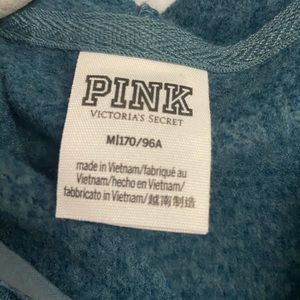 PINK
VICTORIA'S SECRET
M|170/96A
made in Vietnam/fabriqué au
Vietnam/hecho en Vietnam/
fabbricato in Vietnam/越南制造